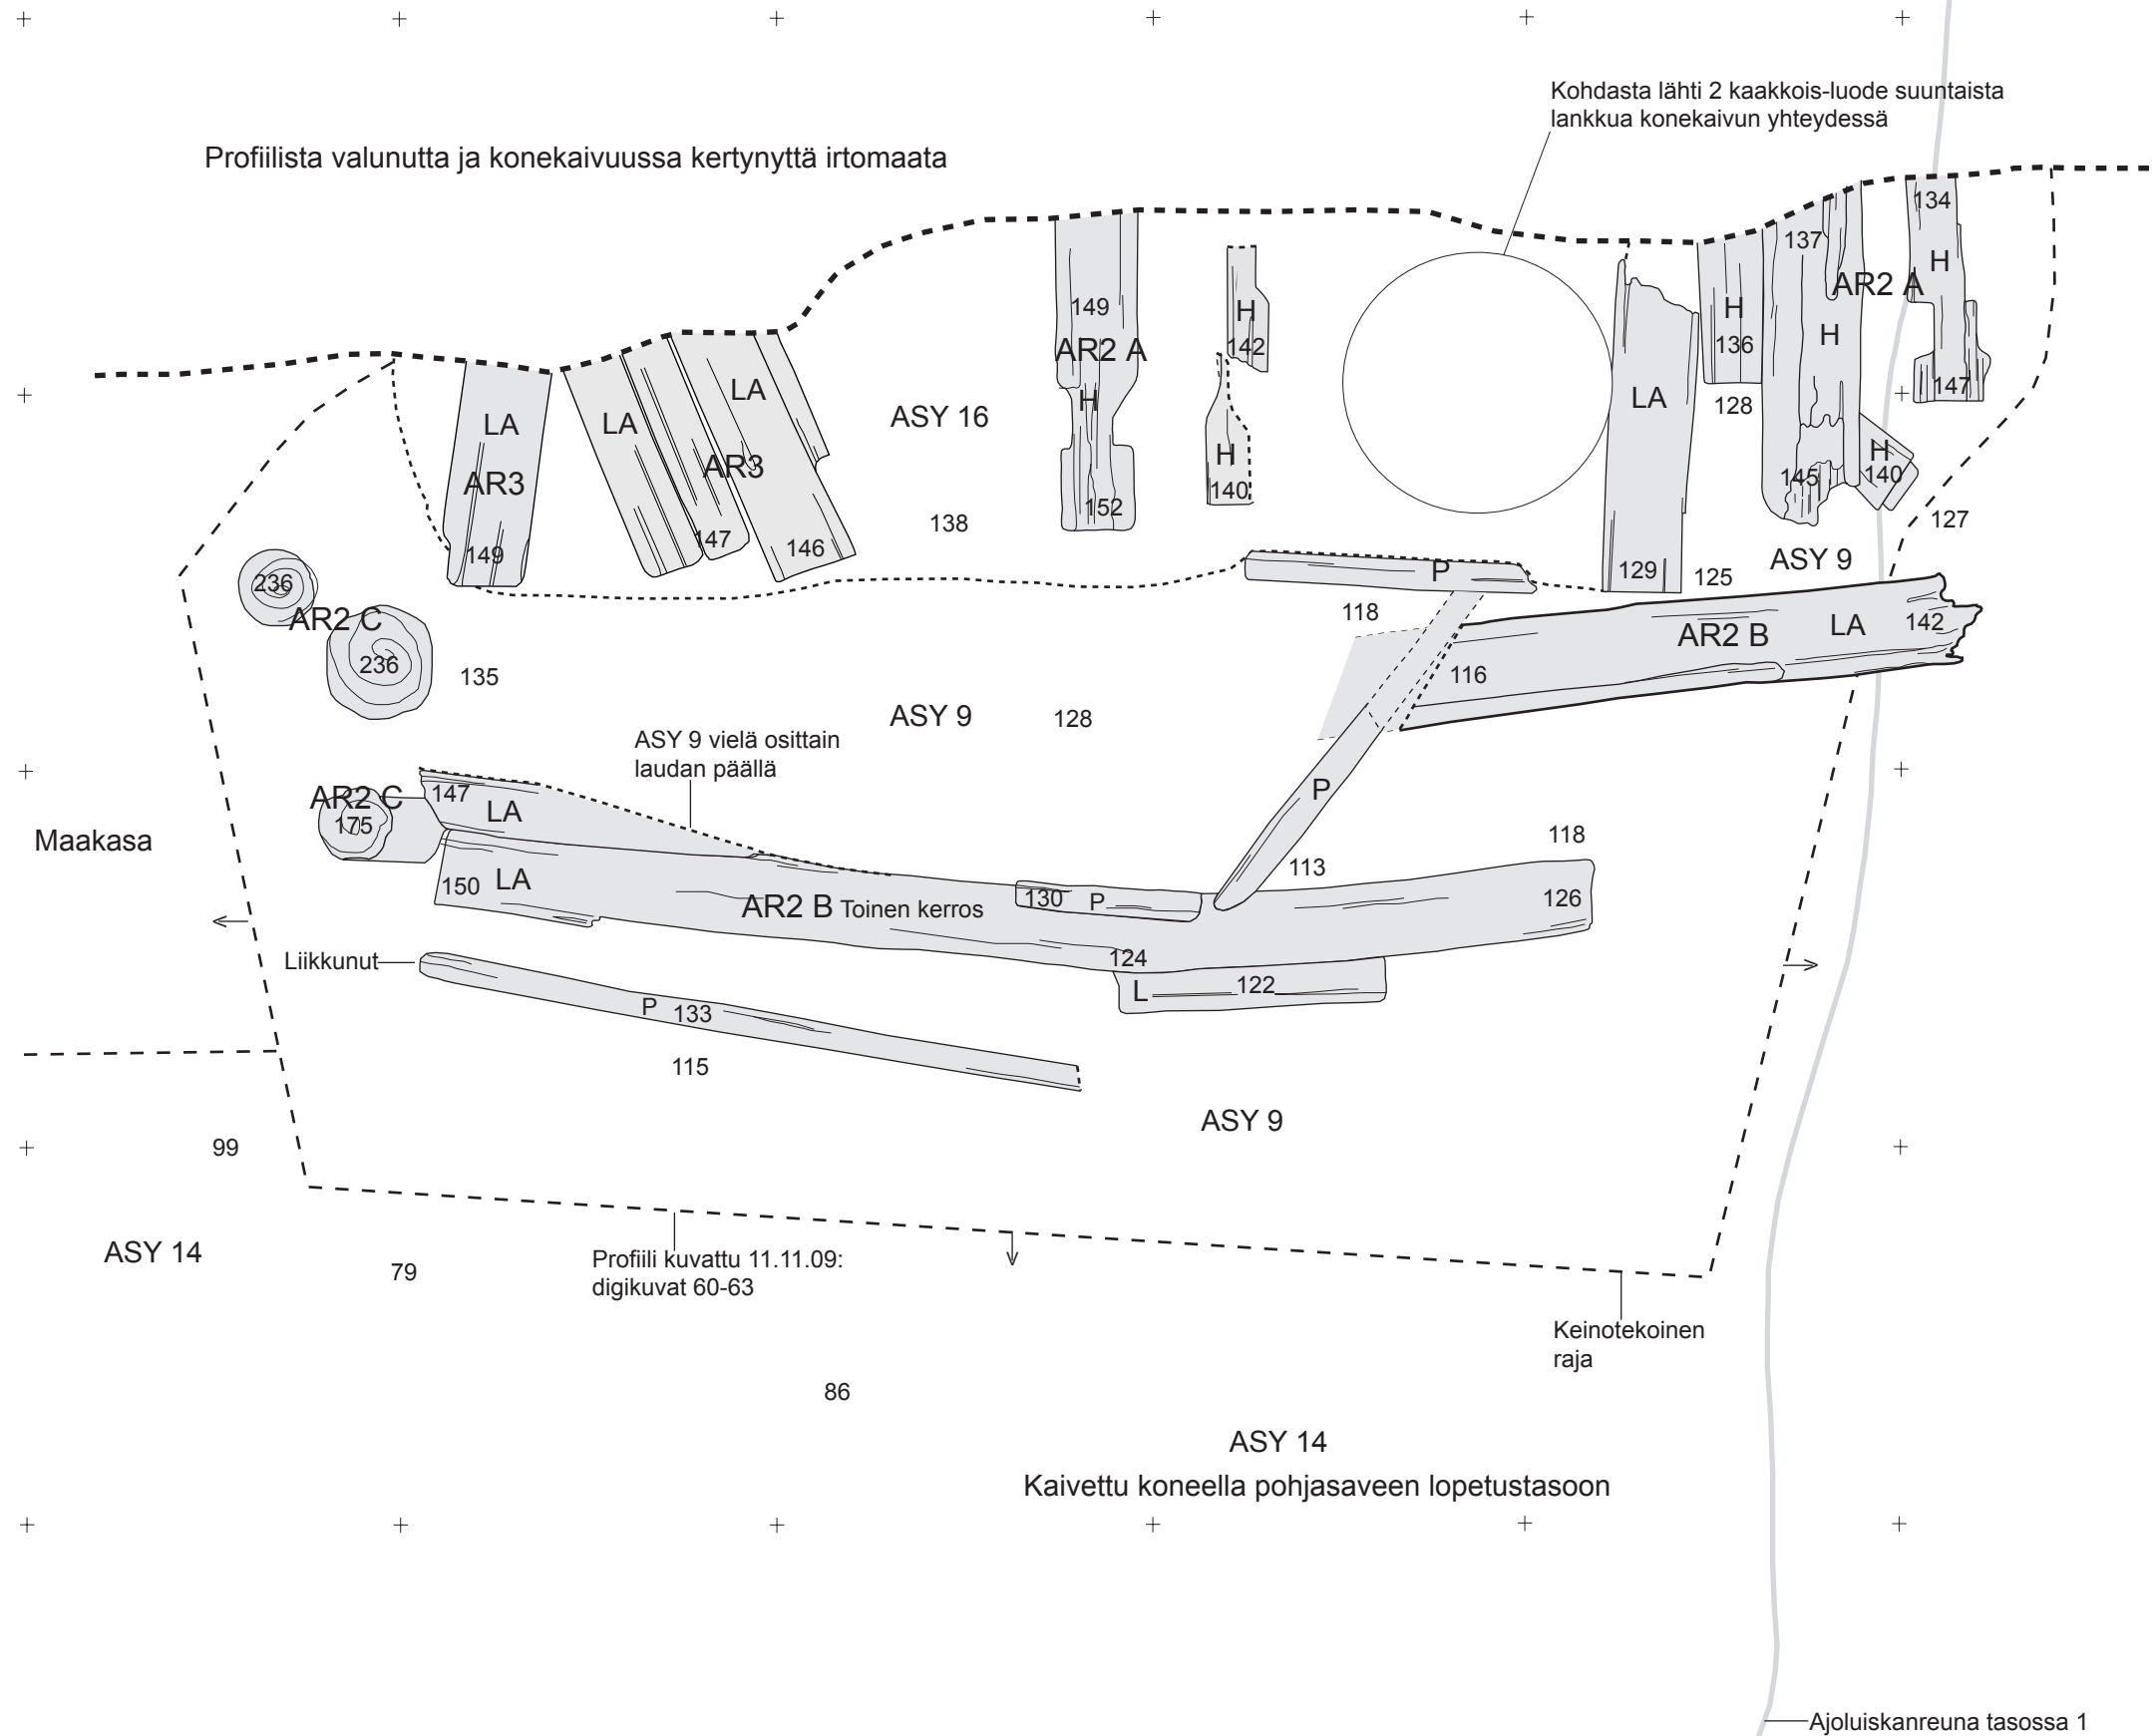 Kohdasta lähti 2 kaakkois-luode suuntaista
lankkua konekaivun yhteydessä
Profiilista valunutta ja konekaivuussa kertynyttä irtomaata
134
137
H
AR2 A
149
H
H
H
136
142
AR2 A
LA
147
LA
H
128
LA
LA
ASY 16
H
H
140
AR3
AR3
145
140
152
138
127
147
146
149
ASY 9
129
125
P
236
AR2 C
118
142
LA
AR2 B
236
135
116
ASY 9
128
ASY 9 vielä osittain
laudan päällä
P
147
AR2 C
LA
175
Maakasa
118
113
LA
150
130
P
126
AR2 B Toinen kerros
124
Liikkunut
122
L
P
133
115
ASY 9
99
ASY 14
Profiili kuvattu 11.11.09:
digikuvat 60-63
79
Keinotekoinen
raja
86
ASY 14
Kaivettu koneella pohjasaveen lopetustasoon
Ajoluiskanreuna tasossa 1